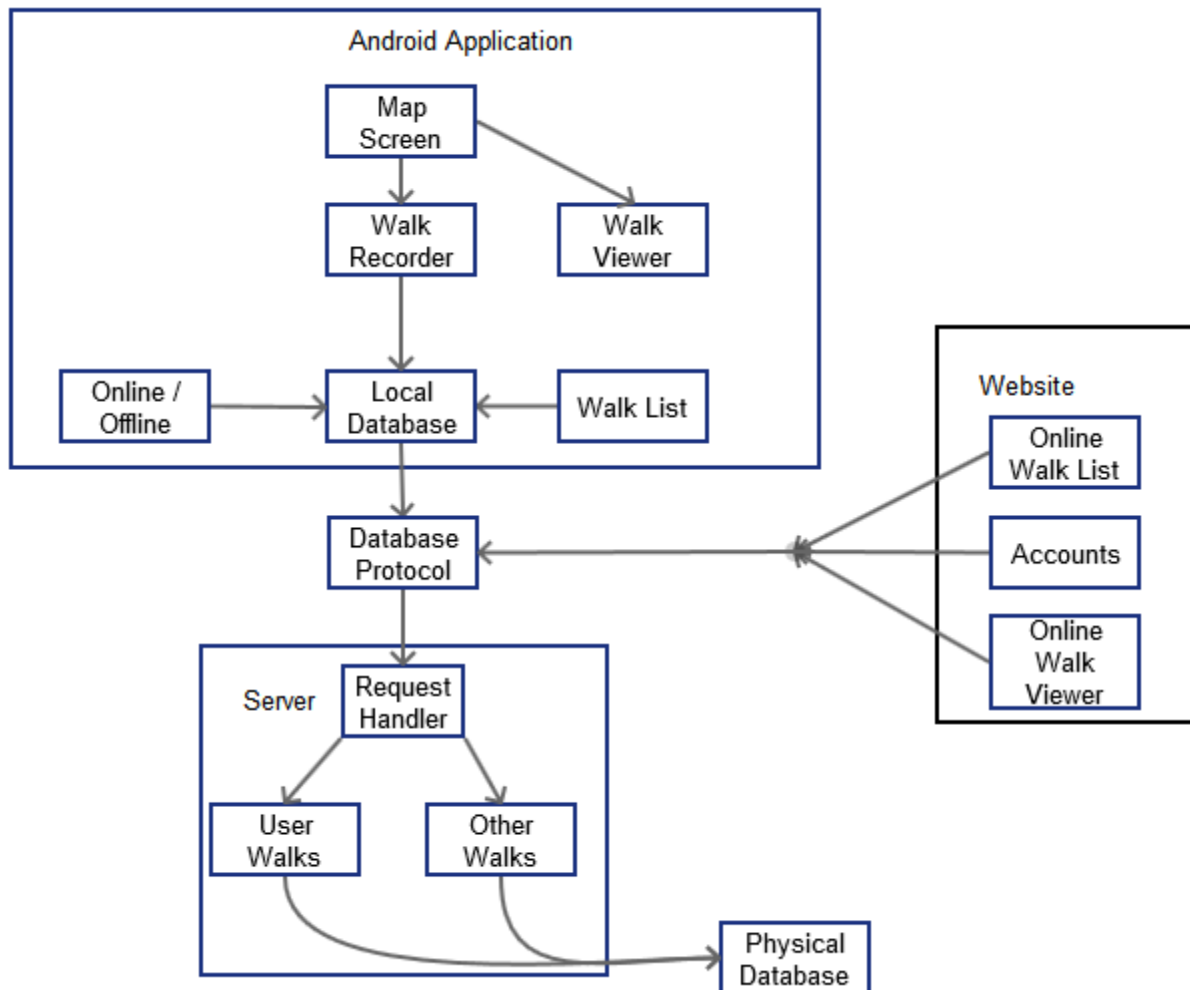 Android Application
Map
Screen
Walk
Recorder
Walk
Viewer
Online /
Offline
Local
Database
Walk List
Website
Online
Walk List
Database
Protocol
Accounts
Online
Walk
Viewer
Server
Request
Handler
User
Walks
Other
Walks
Physical
Database